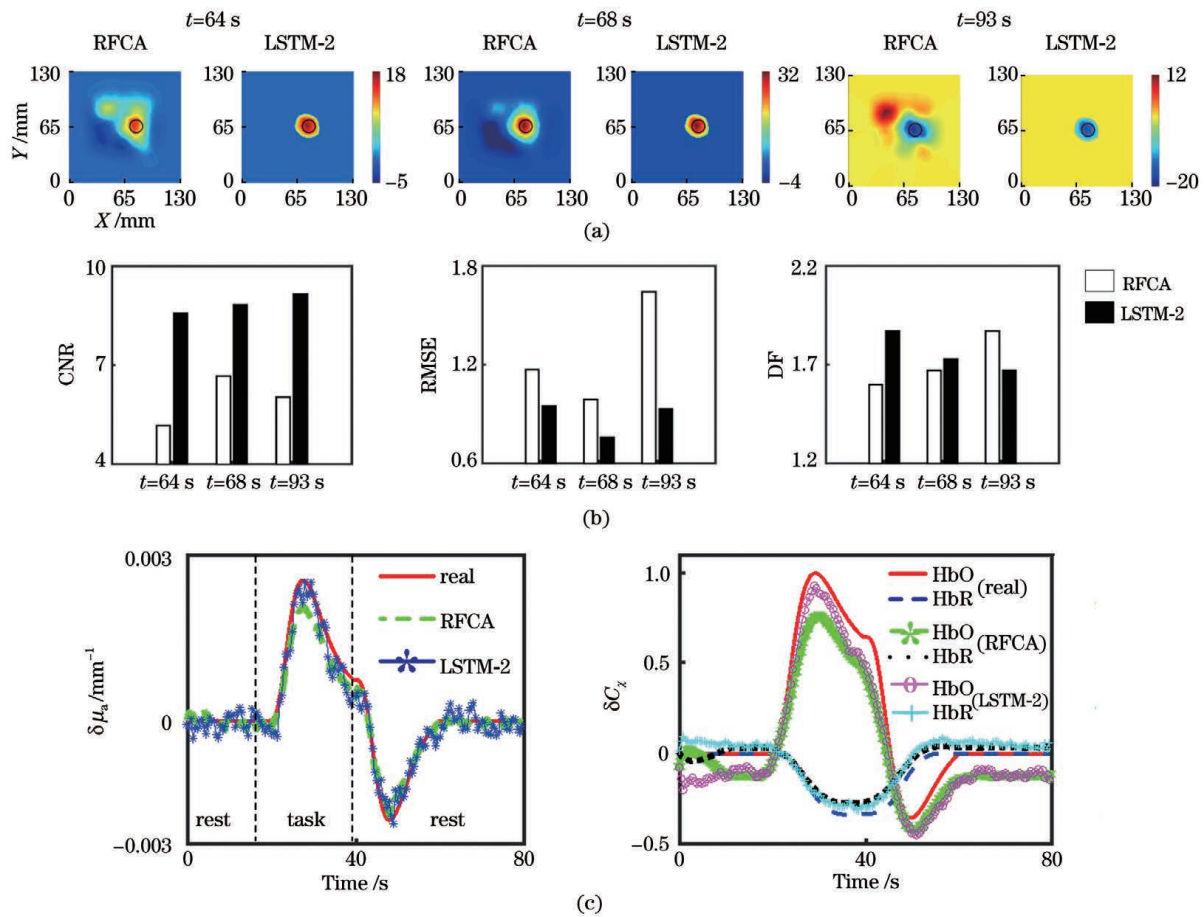 (a)
t=64 s
t=68 s
t=93 s
RFCA
LSTM-2
RFCA
LSTM-2
RFCA
LSTM-2
130
65
0
Y/mm
0
65
130
X/mm
130
65
0
0
65
130
18
−5
130
65
0
0
65
130
130
65
0
0
65
130
32
−4
130
65
0
0
65
130
130
65
0
0
65
130
12
−20
(a)
10
7
4
CNR
t=64 s
t=68 s
t=93 s
1.8
1.2
0.6
RMSE
t=64 s
t=68 s
t=93 s
2.2
1.7
1.2
DF
t=64 s
t=68 s
t=93 s
RFCA
LSTM-2
(b)
0.003
0
−0.003
δμa/mm−1
real
RFCA
LSTM-2
rest
task
rest
0
40
80
Time /s
1.0
0.5
0
−0.5
δCχ
HbO
HbR
(real)
HbO
HbR
(RFCA)
HbO
HbR
(LSTM-2)
0
40
80
Time /s
(c)